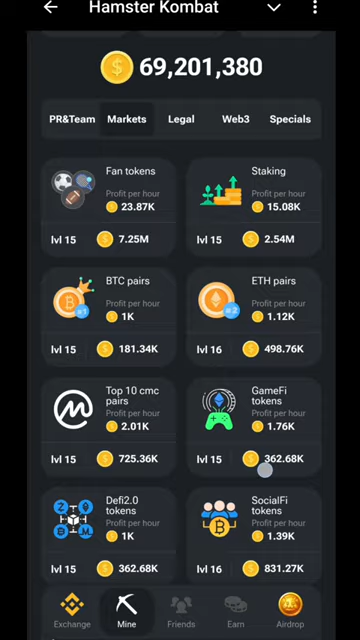 Hamster Kombat
69,201,380
PR&Team Markets Legal Web3 Specials
Fan tokens
Profit per hour
23.87K
lvl 15 7.25M
Staking
Profit per hour
15.08K
lvl 15 2.54M
BTC pairs
Profit per hour
1K
lvl 15 181.34K
ETH pairs
Profit per hour
1.12K
lvl 16 498.76K
Top 10 cmc
pairs
Profit per hour
2.01K
lvl 15 725.36K
GameFi
tokens
Profit per hour
1.76K
lvl 15 362.68K
Defi2.0
tokens
Profit per hour
1K
lvl 15 362.68K
SocialFi
tokens
Profit per hour
1.39K
lvl 16 831.27K
Exchange Mine Friends Earn Airdrop